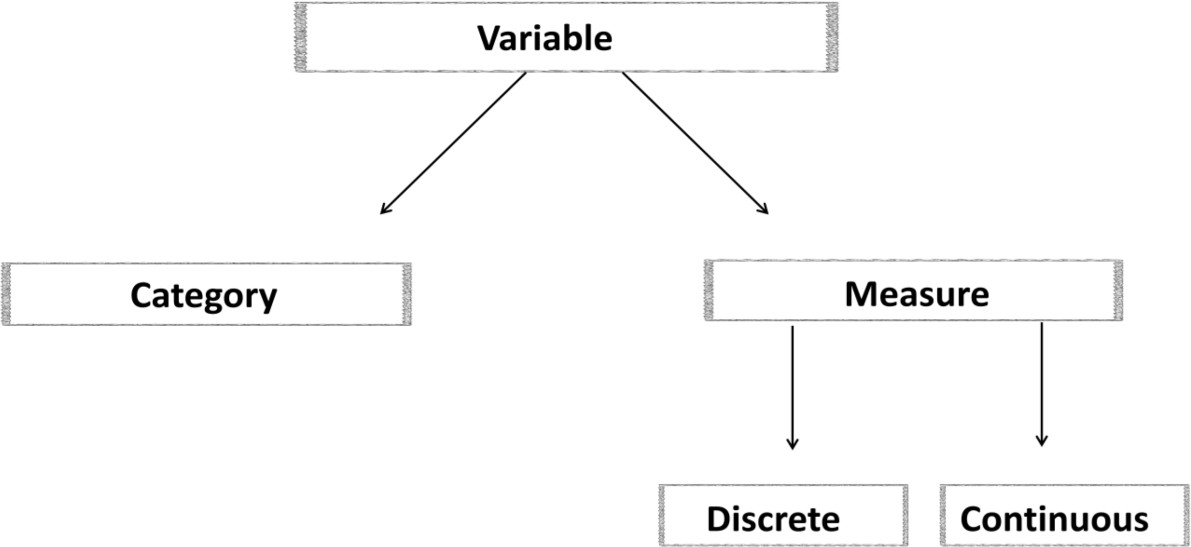 Variable
Category
Measure
Discrete
Continuous